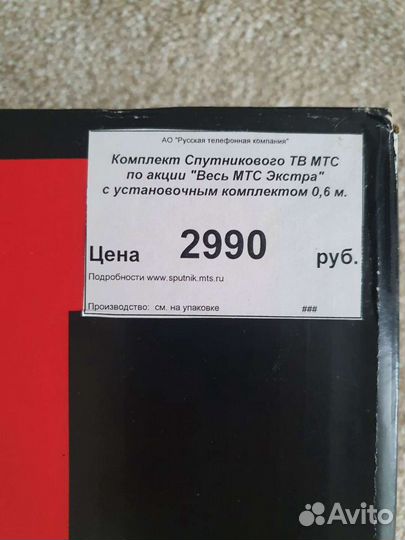 АО "Русская телефонная компания"
Комплект Спутникового ТВ МТС
по акции "Весь МТС Экстра"
с установочным комплектом 0,6 м.
Цена 2990 руб.
Подробности www.sputnik.mts.ru
Производство: см. на упаковке ###
Avito